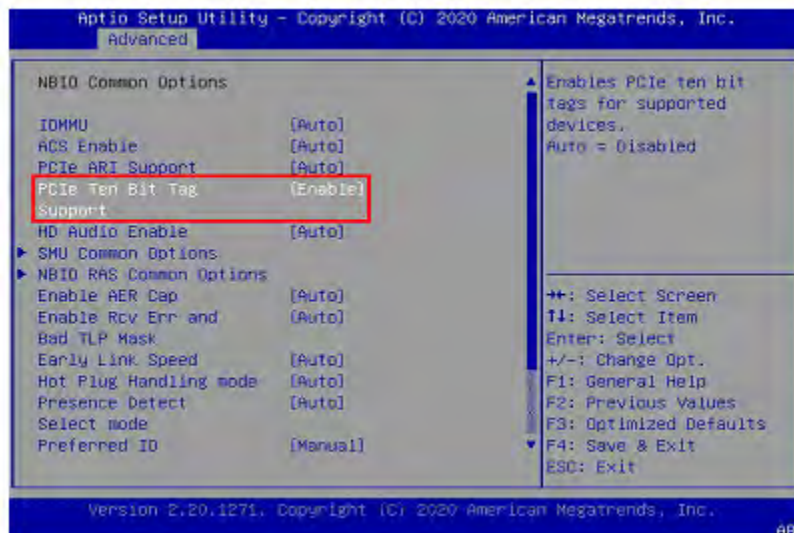 Aptio Setup Utility – Copyright (C) 2020 American Megatrends, Inc.
Advanced
NBIO Common Options
IOMMU [Auto]
ACS Enable [Auto]
PCIe ARI Support [Auto]
PCIe Ten Bit Tag [Enable]
Support
HD Audio Enable [Auto]
SMU Common Options
NBIO RAS Common Options
Enable AER Cap [Auto]
Enable Rcv Err and [Auto]
Bad TLP Mask
Early Link Speed [Auto]
Hot Plug Handling mode [Auto]
Presence Detect [Auto]
Select mode
Preferred IO [Manual]
Enables PCIe ten bit
tags for supported
devices.
Auto = Disabled
→←: Select Screen
↑↓: Select Item
Enter: Select
+/-: Change Opt.
F1: General Help
F2: Previous Values
F3: Optimized Defaults
F4: Save & Exit
ESC: Exit
Version 2.20.1271. Copyright (C) 2020 American Megatrends, Inc.
AB